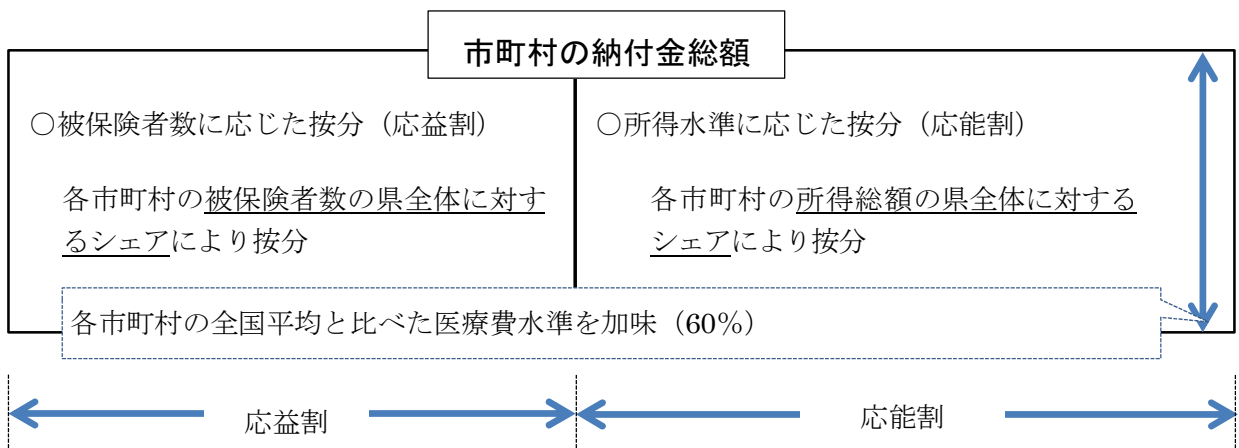 市町村の納付金総額
○被保険者数に応じた按分（応益割）
各市町村の被保険者数の県全体に対す
るシェアにより按分
○所得水準に応じた按分（応能割）
各市町村の所得総額の県全体に対する
シェアにより按分
各市町村の全国平均と比べた医療費水準を加味（60％）
応益割
応能割